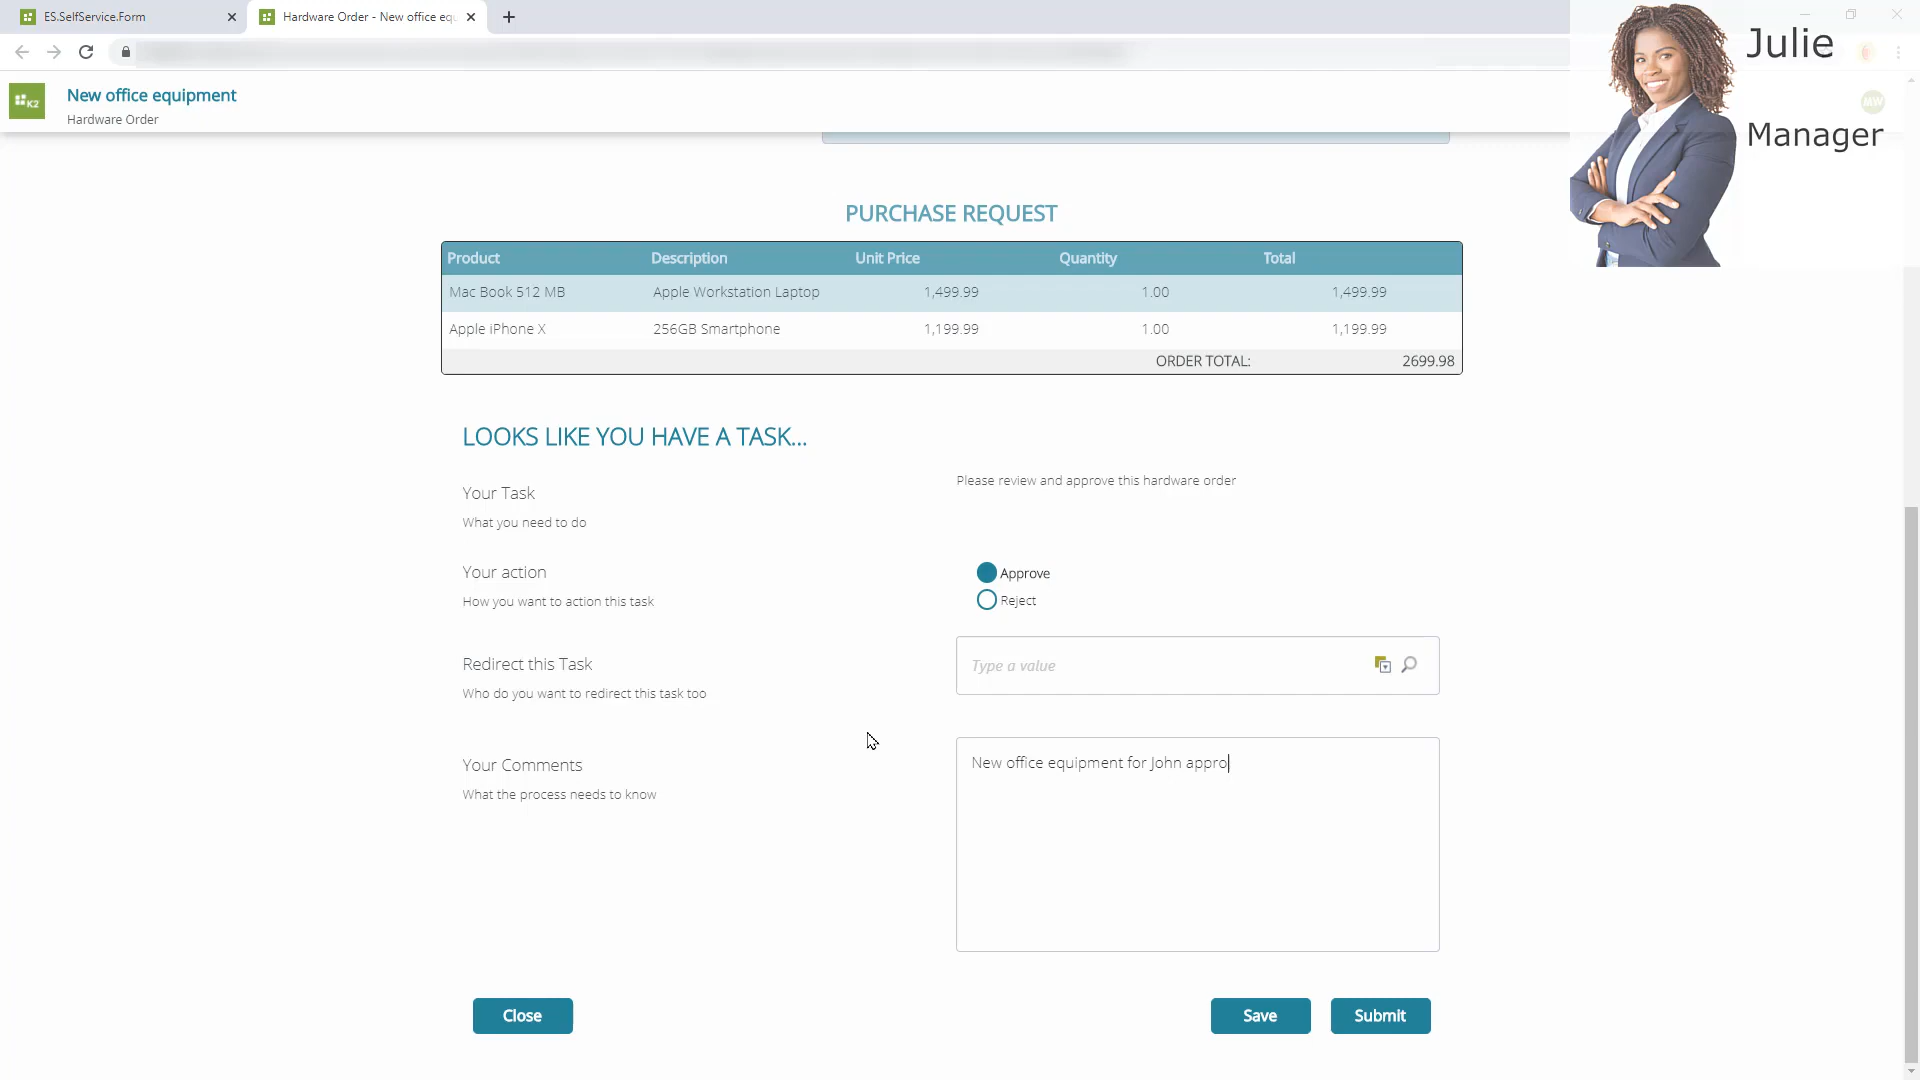 ES.SelfService.Form
Hardware Order - New office equ
Julie
Manager
K2
New office equipment
Hardware Order
MW
PURCHASE REQUEST
Product Description Unit Price Quantity Total
Mac Book 512 MB Apple Workstation Laptop 1,499.99 1.00 1,499.99
Apple iPhone X 256GB Smartphone 1,199.99 1.00 1,199.99
ORDER TOTAL: 2699.98
LOOKS LIKE YOU HAVE A TASK...
Your Task
What you need to do
Please review and approve this hardware order
Your action
How you want to action this task
Approve
Reject
Redirect this Task
Who do you want to redirect this task too
Type a value
Your Comments
What the process needs to know
New office equipment for John appro
Close
Save
Submit